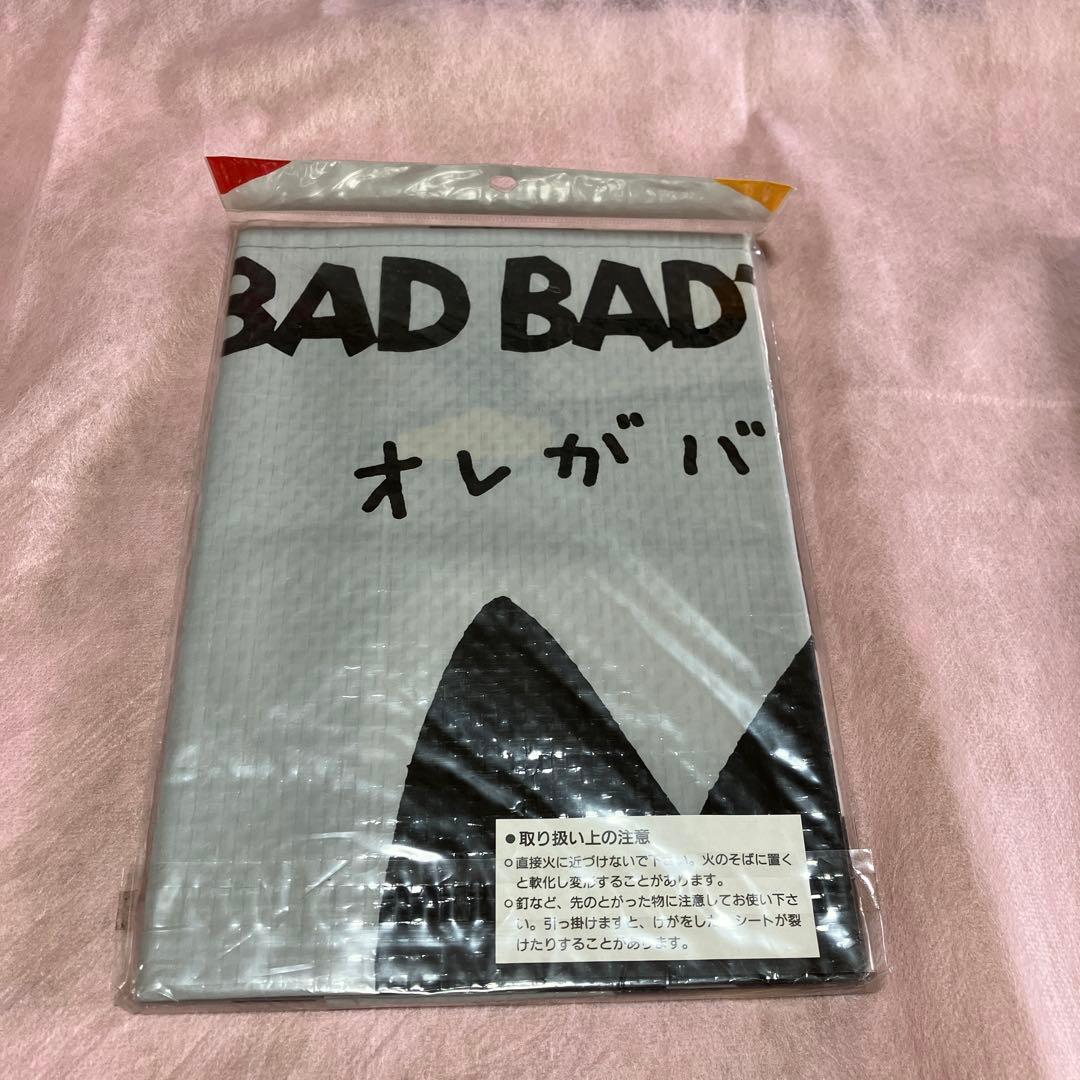 BAD BAD
オレがバ
●取り扱い上の注意
○直接火に近づけないで下さい。火のそばに置く
と軟化し変形することがあります。
○釘など、先のとがった物に注意してお使い下さ
い。引っ掛けますと、けがをしたりシートが裂
けたりすることがあります。